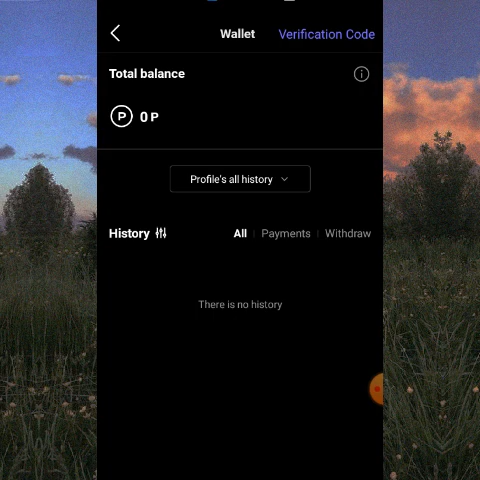 Wallet
Verification Code
Total balance
P 0 P
Profile's all history
History
All | Payments | Withdraw
There is no history